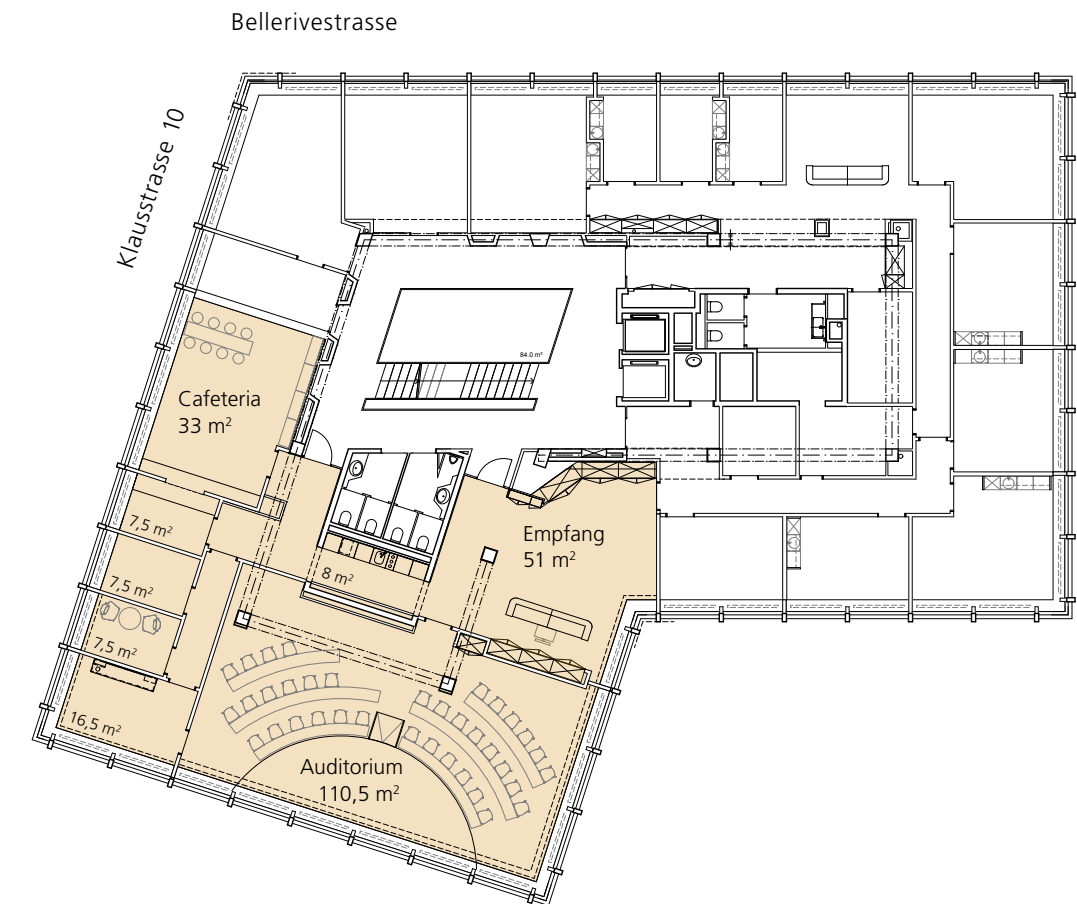 Bellerivestrasse
Klausstrasse 10
84.0 m²
Cafeteria
33 m²
7,5 m²
Empfang
51 m²
7,5 m²
8 m²
7,5 m²
16,5 m²
Auditorium
110,5 m²